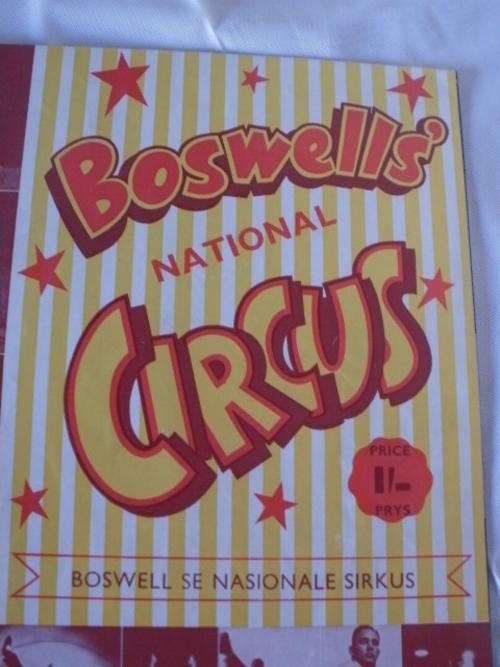 Boswells'
NATIONAL
CIRCUS
PRICE
1/-
PRYS
BOSWELL SE NASIONALE SIRKUS